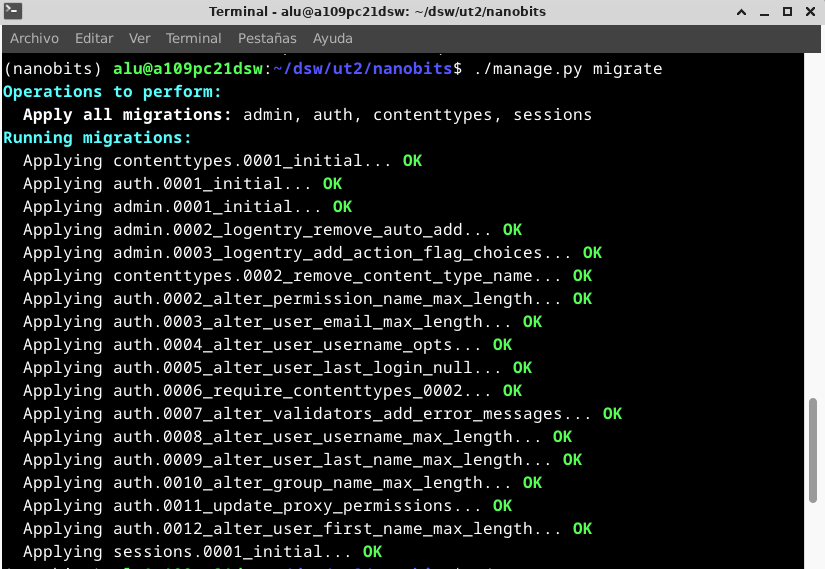 Terminal - alu@a109pc21dsw: ~/dsw/ut2/nanobits
Archivo Editar Ver Terminal Pestañas Ayuda
(nanobits) alu@a109pc21dsw:~/dsw/ut2/nanobits$ ./manage.py migrate
Operations to perform:
  Apply all migrations: admin, auth, contenttypes, sessions
Running migrations:
  Applying contenttypes.0001_initial... OK
  Applying auth.0001_initial... OK
  Applying admin.0001_initial... OK
  Applying admin.0002_logentry_remove_auto_add... OK
  Applying admin.0003_logentry_add_action_flag_choices... OK
  Applying contenttypes.0002_remove_content_type_name... OK
  Applying auth.0002_alter_permission_name_max_length... OK
  Applying auth.0003_alter_user_email_max_length... OK
  Applying auth.0004_alter_user_username_opts... OK
  Applying auth.0005_alter_user_last_login_null... OK
  Applying auth.0006_require_contenttypes_0002... OK
  Applying auth.0007_alter_validators_add_error_messages... OK
  Applying auth.0008_alter_user_username_max_length... OK
  Applying auth.0009_alter_user_last_name_max_length... OK
  Applying auth.0010_alter_group_name_max_length... OK
  Applying auth.0011_update_proxy_permissions... OK
  Applying auth.0012_alter_user_first_name_max_length... OK
  Applying sessions.0001_initial... OK